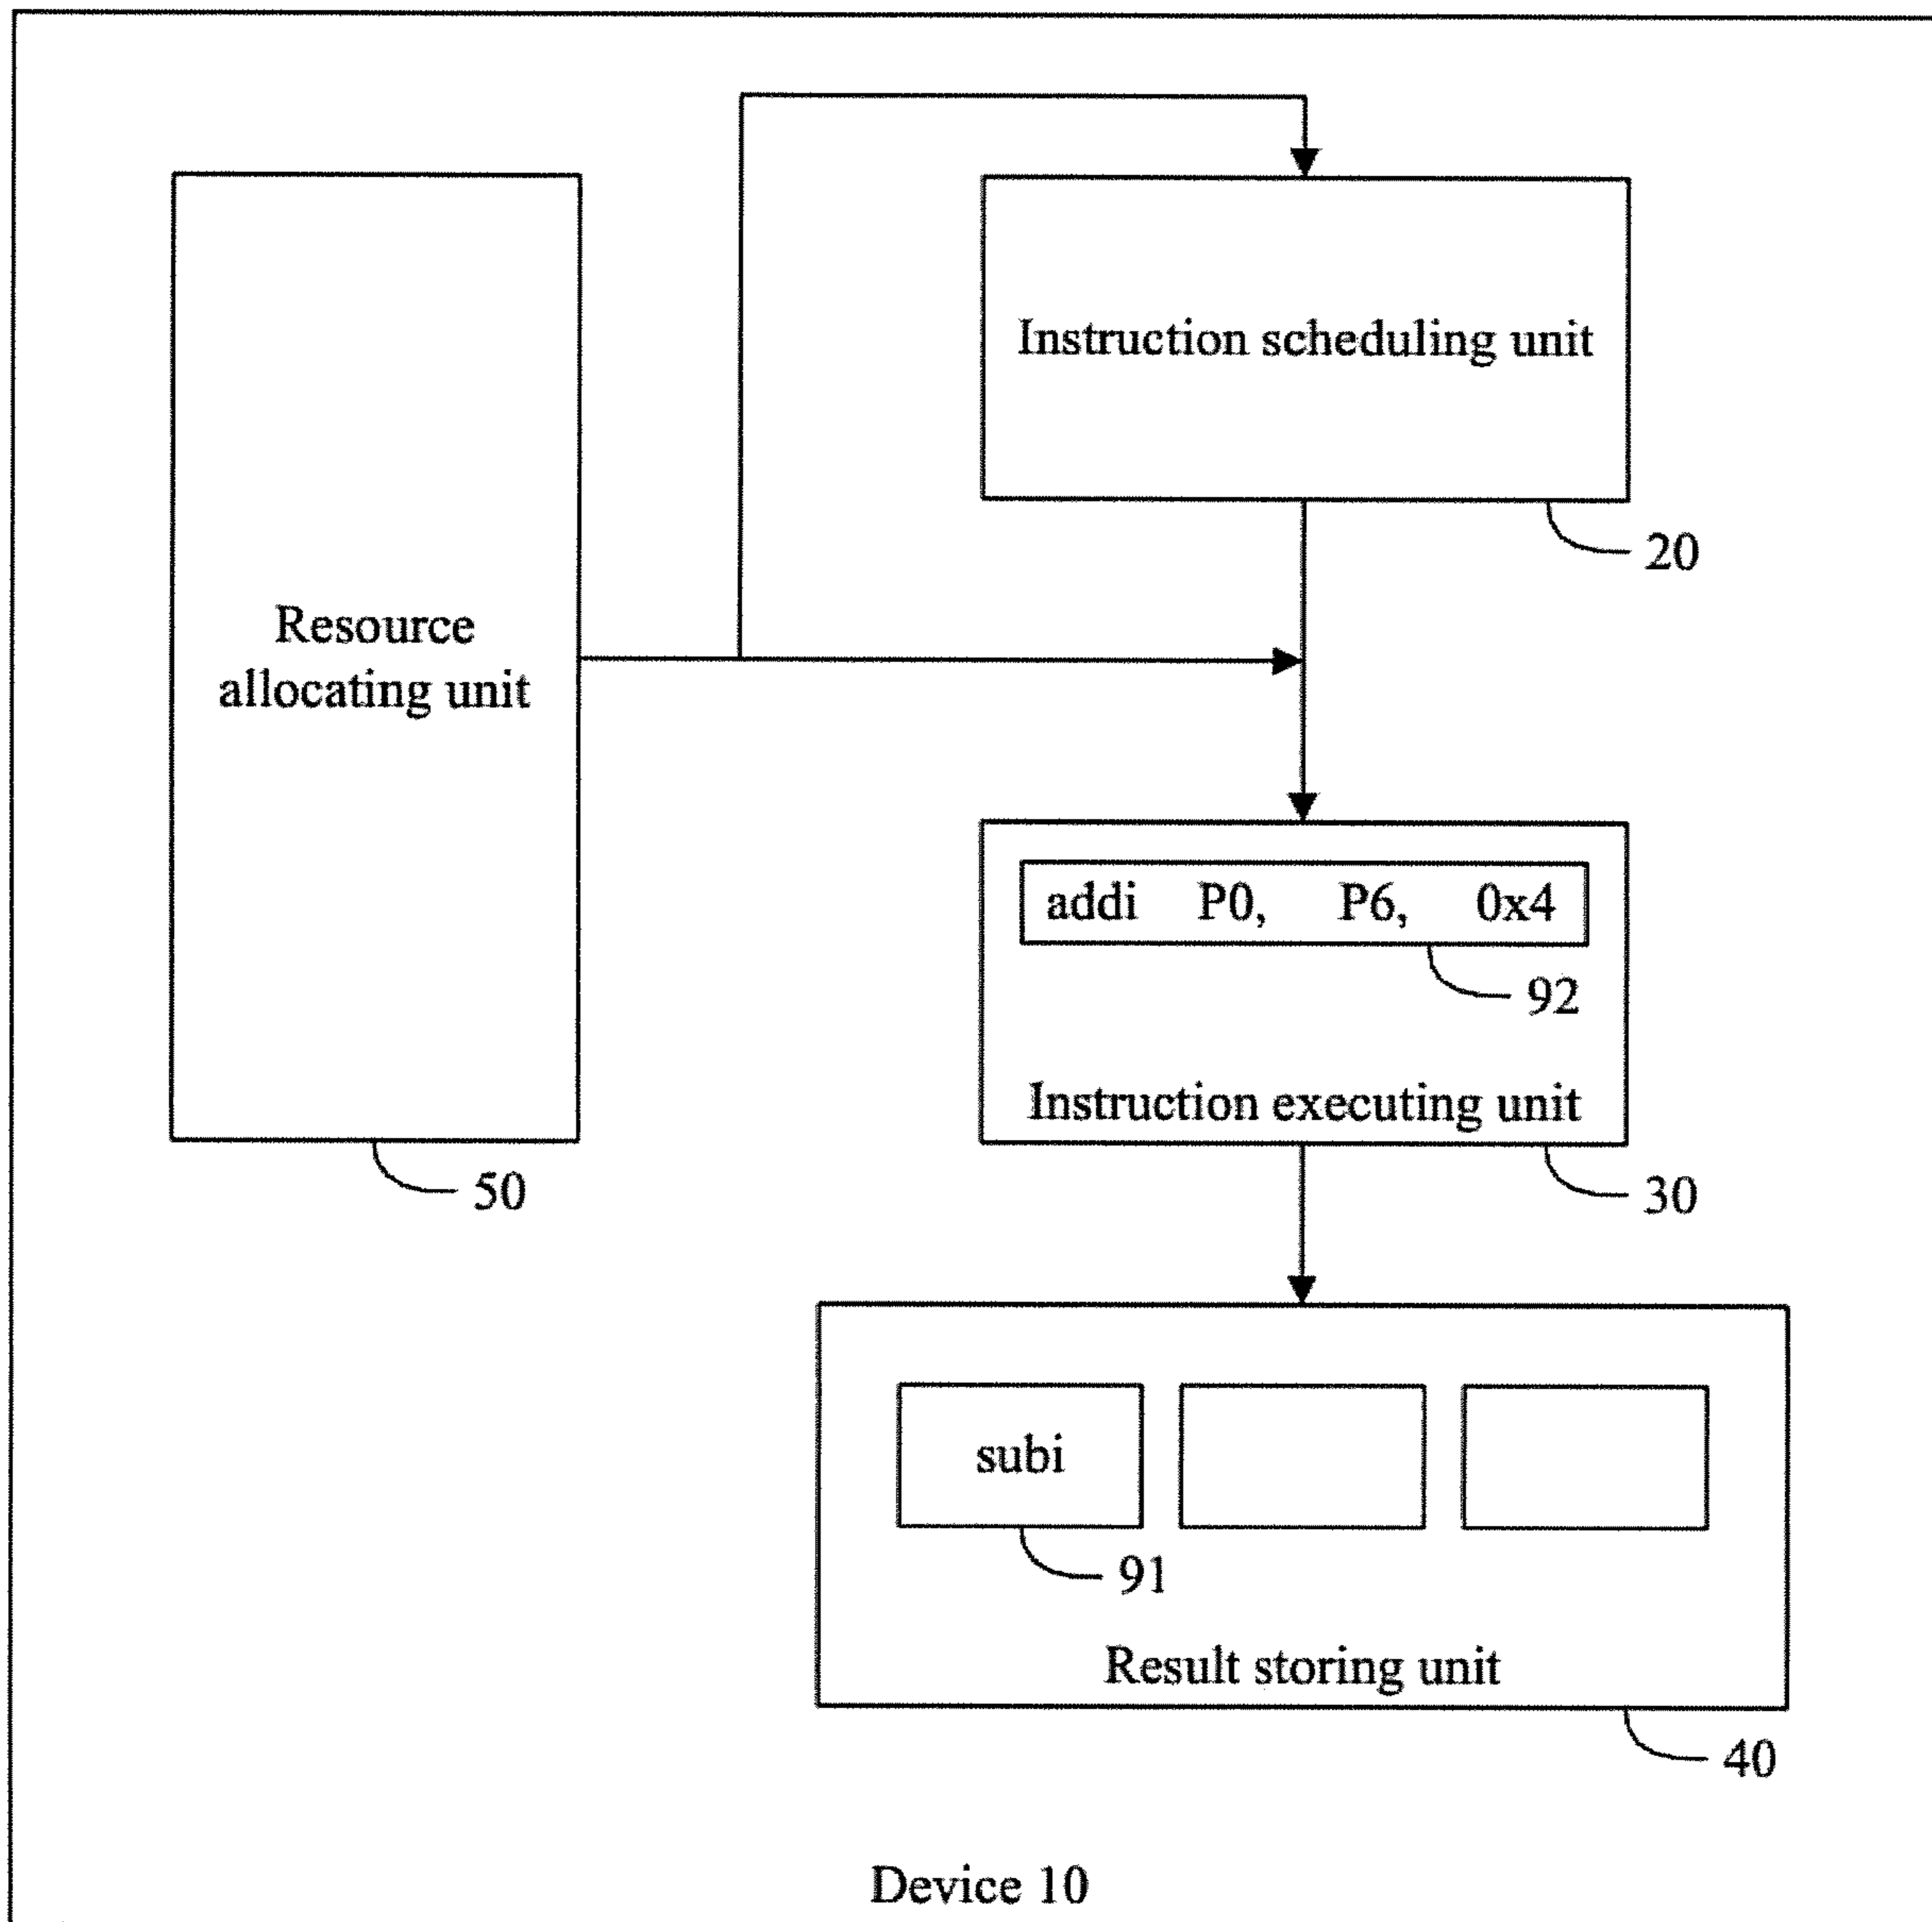 Instruction scheduling unit
20
Resource
allocating unit
50
addi P0, P6, 0x4
92
Instruction executing unit
30
subi
91
Result storing unit
40
Device 10